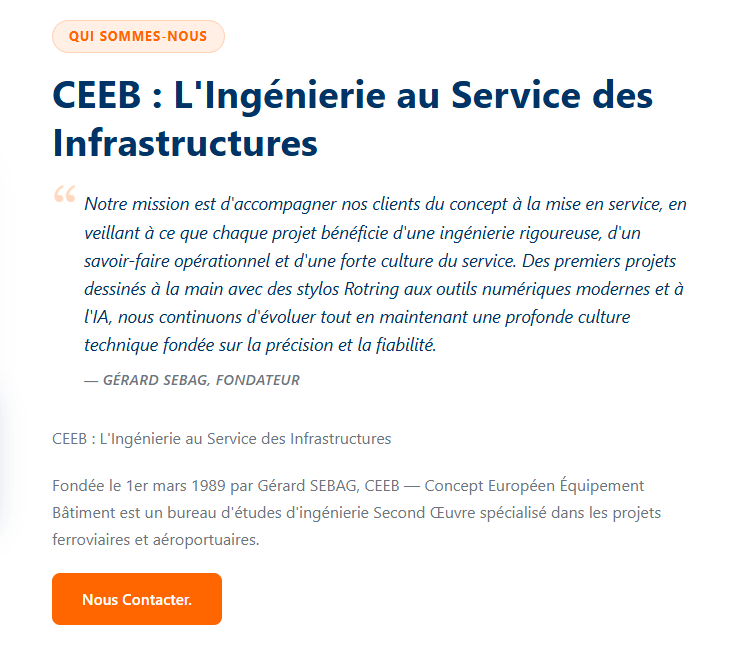 QUI SOMMES-NOUS
CEEB : L'Ingénierie au Service des
Infrastructures
“
Notre mission est d'accompagner nos clients du concept à la mise en service, en
veillant à ce que chaque projet bénéficie d'une ingénierie rigoureuse, d'un
savoir-faire opérationnel et d'une forte culture du service. Des premiers projets
dessinés à la main avec des stylos Rotring aux outils numériques modernes et à
l'IA, nous continuons d'évoluer tout en maintenant une profonde culture
technique fondée sur la précision et la fiabilité.
— GÉRARD SEBAG, FONDATEUR
CEEB : L'Ingénierie au Service des Infrastructures
Fondée le 1er mars 1989 par Gérard SEBAG, CEEB — Concept Européen Équipement
Bâtiment est un bureau d'études d'ingénierie Second Œuvre spécialisé dans les projets
ferroviaires et aéroportuaires.
Nous Contacter.